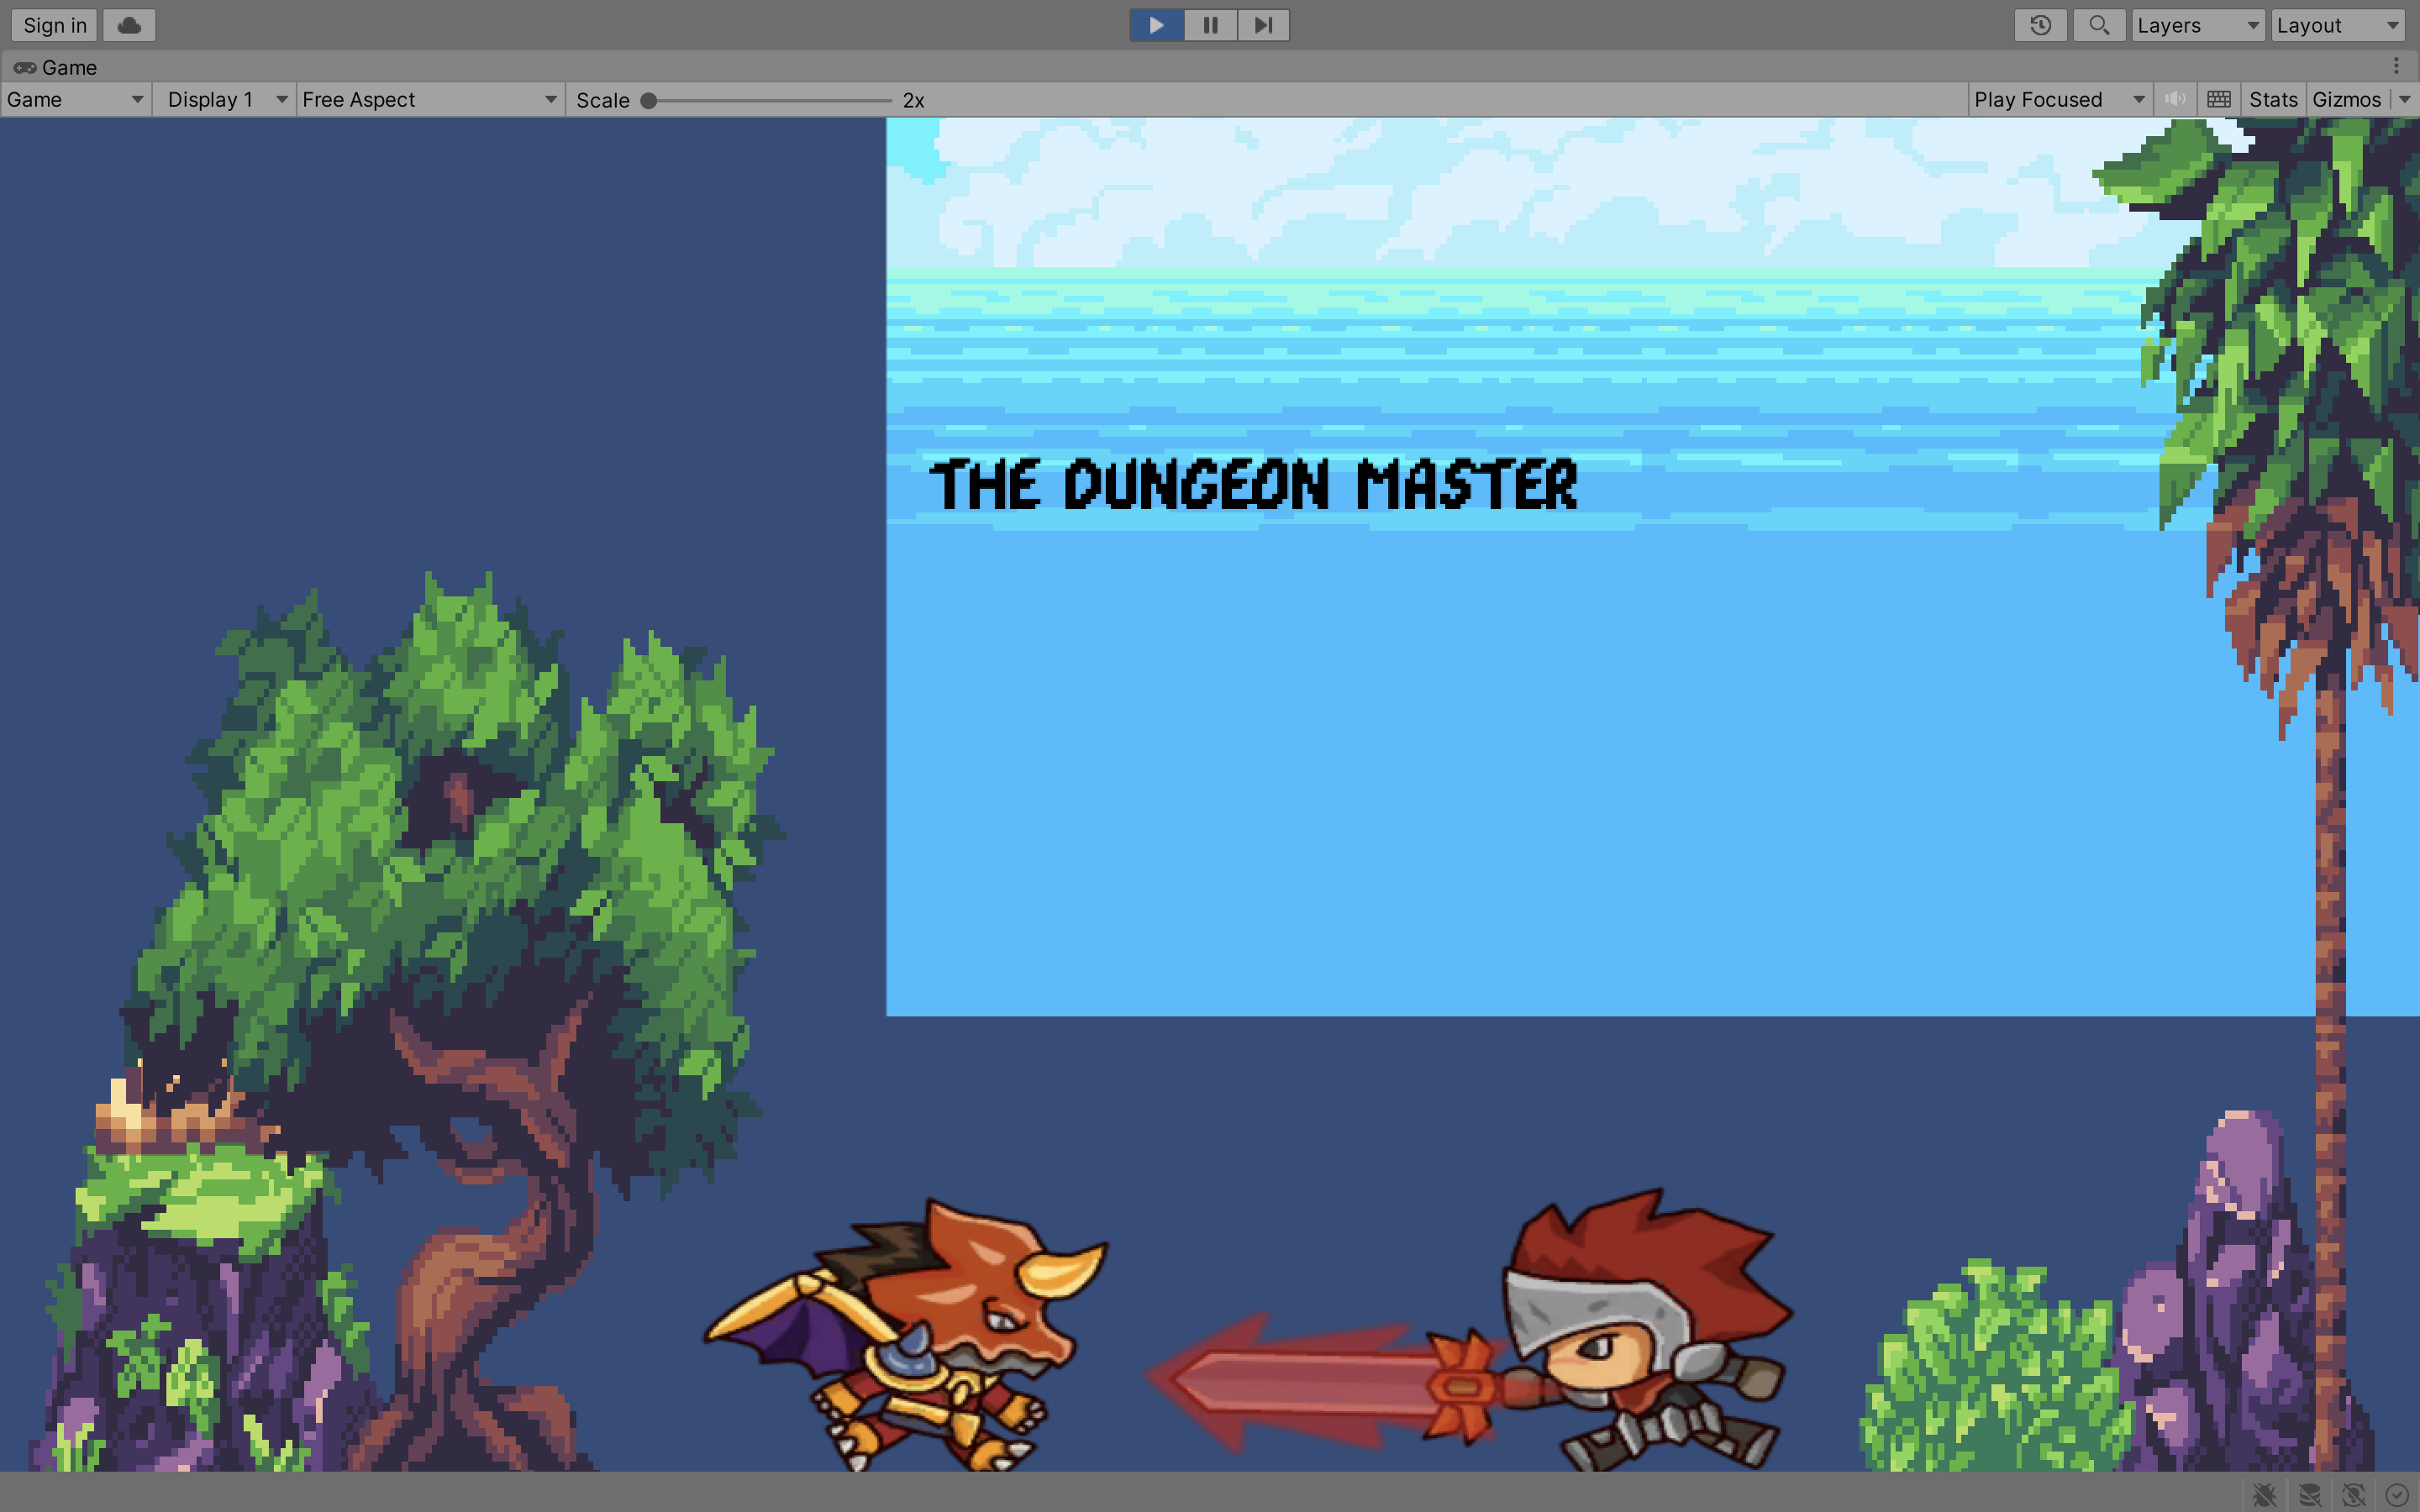 Sign in
Layers
Layout
Game
Game
Display 1
Free Aspect
Scale
2x
Play Focused
Stats
Gizmos
THE DUNGEON MASTER